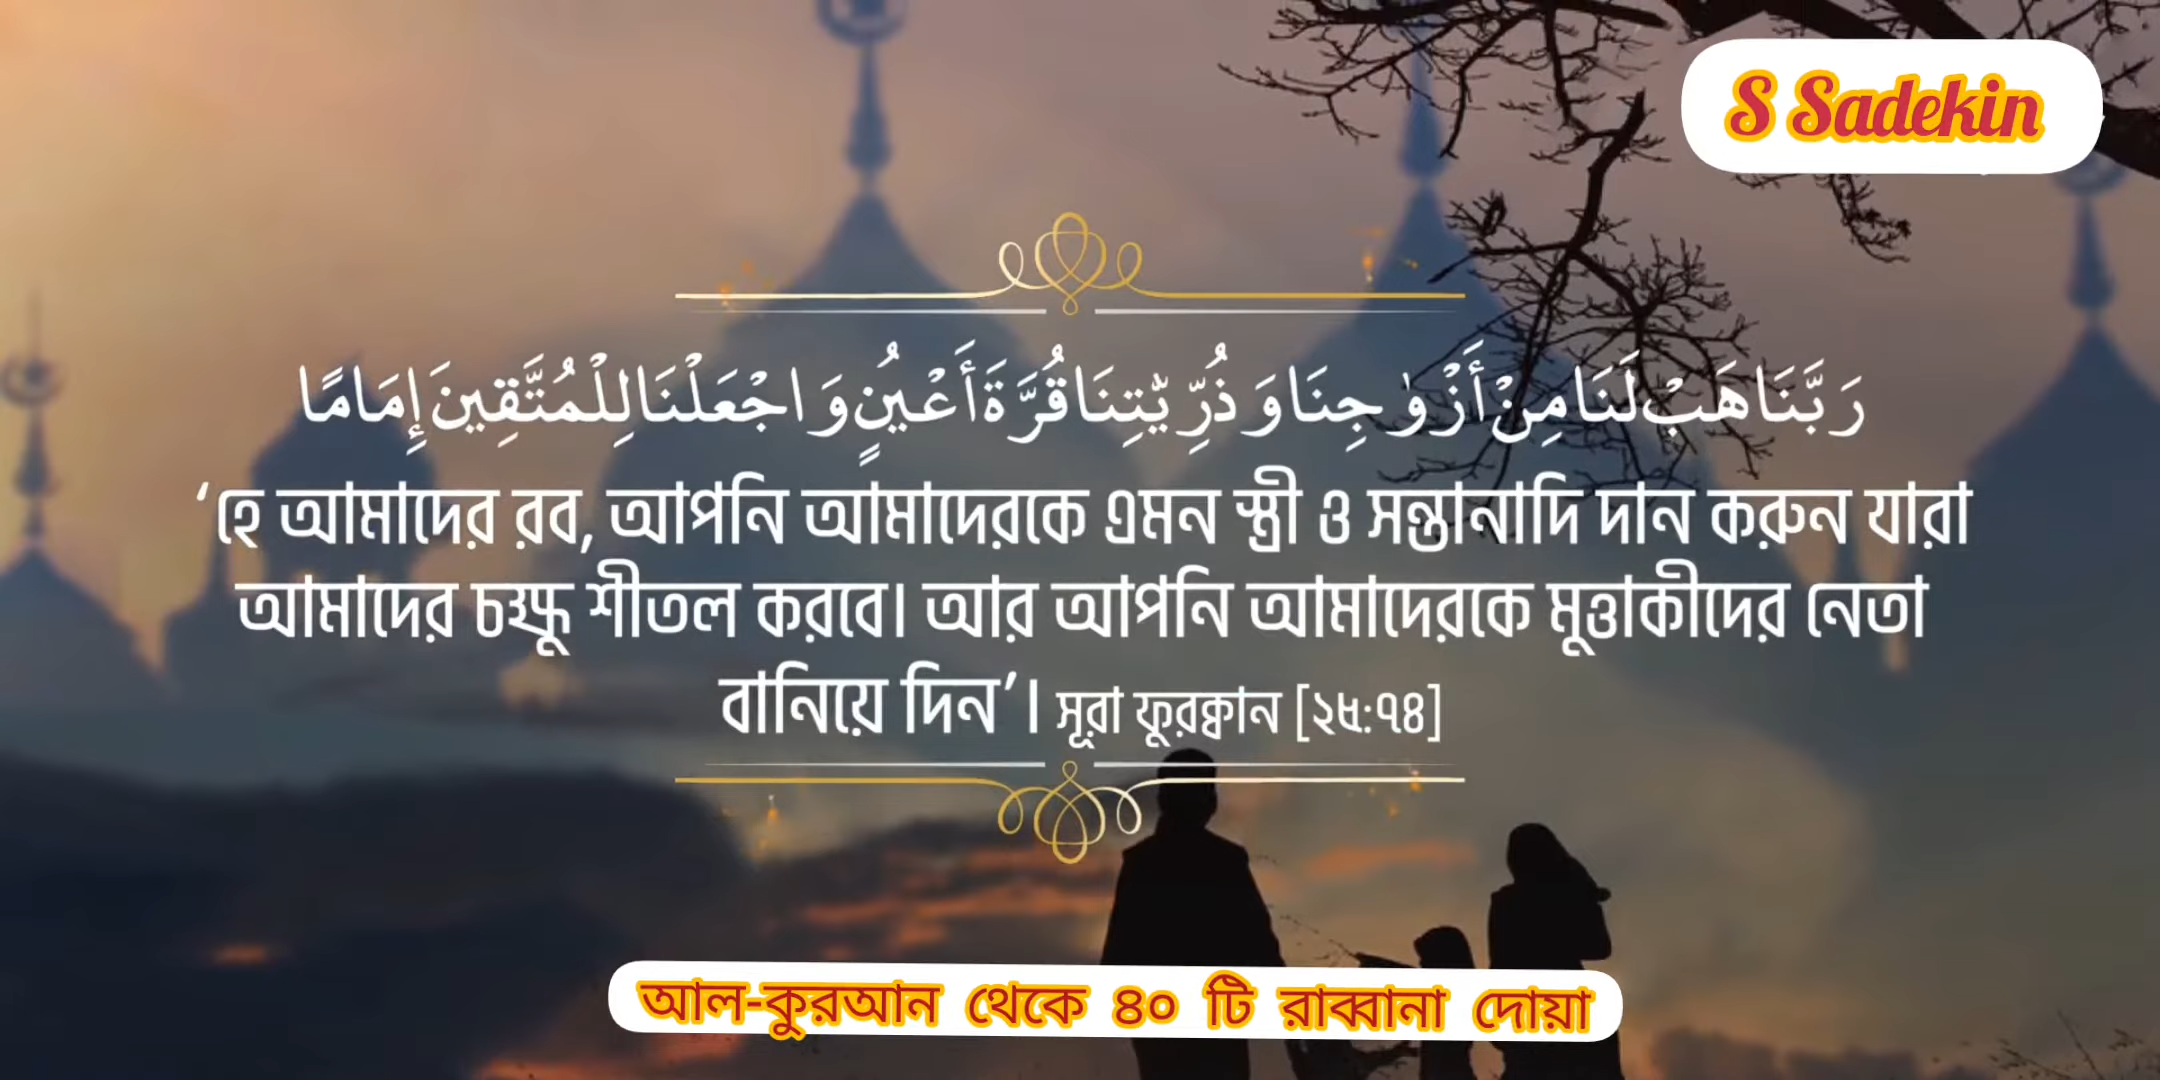 S Sadekin
رَبَّنَا هَبْ لَنَا مِنْ أَزْوٰجِنَا وَذُرِّيّٰتِنَا قُرَّةَ أَعْيُنٍ وَاجْعَلْنَا لِلْمُتَّقِينَ إِمَامًا
‘হে আমাদের রব, আপনি আমাদেরকে এমন স্ত্রী ও সন্তানাদি দান করুন যারা
আমাদের চক্ষু শীতল করবে। আর আপনি আমাদেরকে মুত্তাকীদের নেতা
বানিয়ে দিন’। সূরা ফুরক্বান [২৫:৭৪]
আল-কুরআন থেকে ৪০ টি রাব্বানা দোয়া